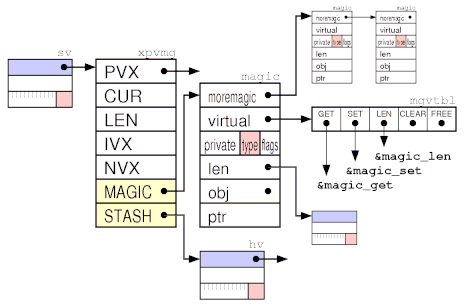 magic
moremagic
moremagic
virtual
virtual
private type flags
private type flags
len
len
obj
obj
ptr
ptr
sv
xpvmg
PVX
CUR
LEN
IVX
NVX
MAGIC
STASH
magic
moremagic
virtual
private type flags
len
obj
ptr
mgvtbl
GET SET LEN CLEAR FREE
&magic_len
&magic_set
&magic_get
hv